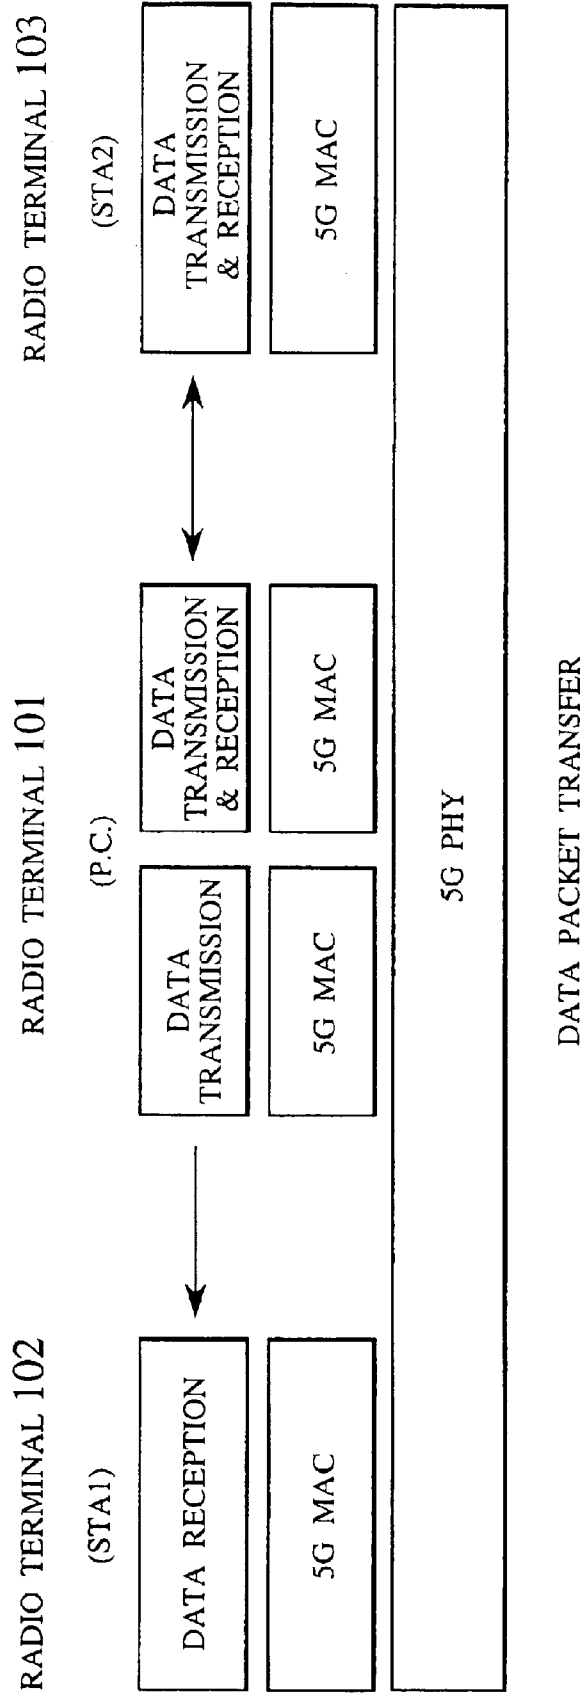 RADIO TERMINAL 102
RADIO TERMINAL 101
RADIO TERMINAL 103
(STA1)
(P.C.)
(STA2)
DATA RECEPTION
DATA
TRANSMISSION
DATA
TRANSMISSION
& RECEPTION
DATA
TRANSMISSION
& RECEPTION
5G MAC
5G MAC
5G MAC
5G MAC
5G PHY
DATA PACKET TRANSFER